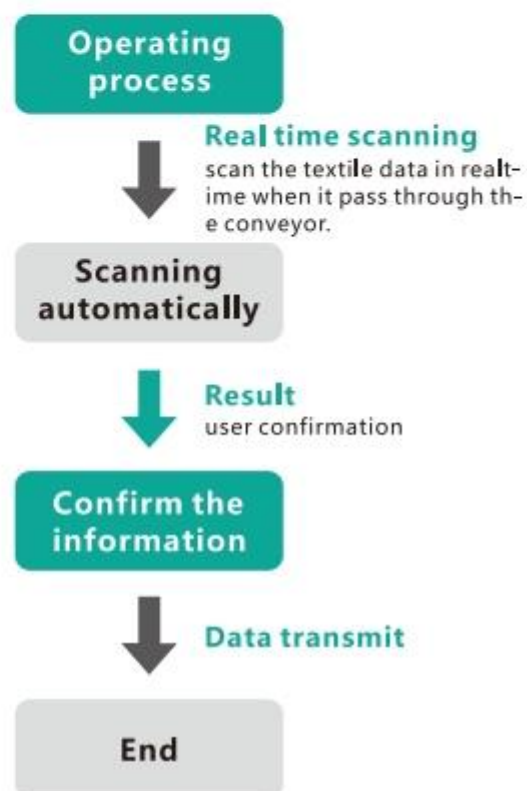 Operating
process
Real time scanning
scan the textile data in realt-
ime when it pass through th-
e conveyor.
Scanning
automatically
Result
user confirmation
Confirm the
information
Data transmit
End